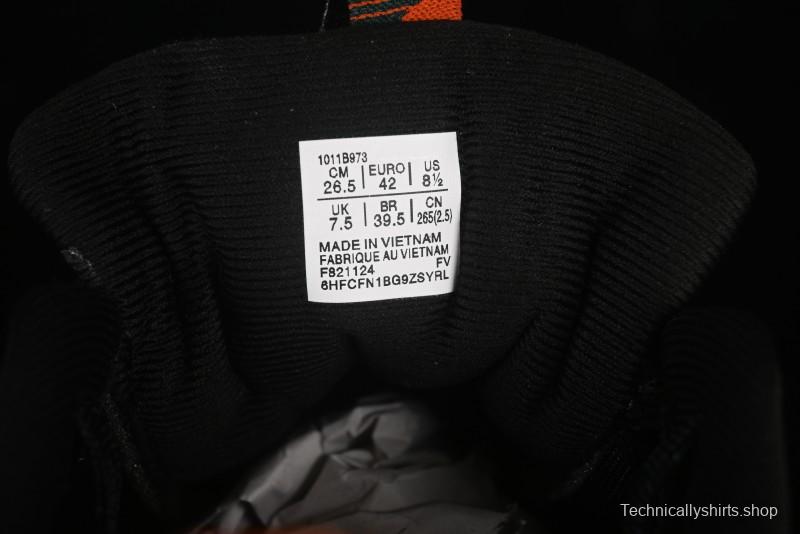 1011B973
CM | EURO | US
26.5 | 42 | 8½
UK | BR | CN
7.5 | 39.5 | 265(2.5)
MADE IN VIETNAM
FABRIQUE AU VIETNAM
F821124 FV
6HFCFN1BG9ZSYRL
Technicallyshirts.shop